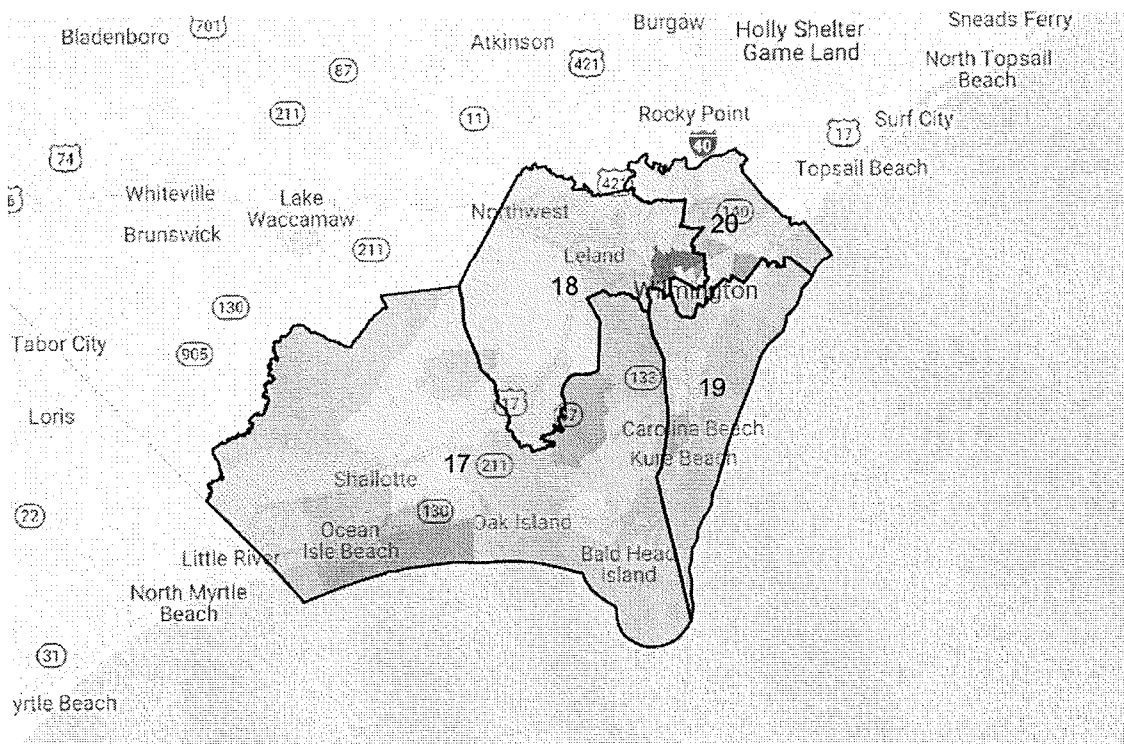 Bladenboro
701
Atkinson
Burgaw
Holly Shelter
Game Land
Sneads Ferry
87
421
North Topsail
Beach
211
11
Rocky Point
17
Surf City
74
40
Topsail Beach
421
Whiteville
Lake
Waccamaw
Northwest
140
20
Brunswick
211
Leland
18
Wilmington
130
Tabor City
905
133
19
Loris
17
87
Carolina Beach
Kure Beach
17
211
Shallotte
22
130
Oak Island
Ocean
Isle Beach
Little River
Bald Head
Island
North Myrtle
Beach
31
yrtle Beach